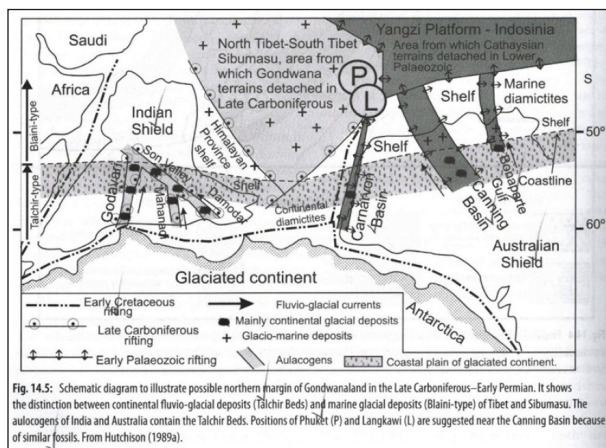 Saudi
Africa
Indian
Shield
North Tibet-South Tibet
Sibumasu, area from
which Gondwana
terrains detached in
Late Carboniferous
Yangzi Platform - Indosinia
Area from which Cathaysian
terrains detached in Lower
Palaeozoic
P
L
S
Marine
diamictites
Shelf
50°
Shelf
Shelf
Coastline
60°
Blaini-type
Talchir-type
Himalayan
Province
shelf
Son Valley
Damodar
Godavari
Mahanadi
Shelf
Continental
diamictites
Carnarvon
Basin
Canning
Basin
Bonaparte
Gulf
Australian
Shield
Glaciated continent
Antarctica
Early Cretaceous
rifting
Late Carboniferous
rifting
Early Palaeozoic rifting
Fluvio-glacial currents
Mainly continental glacial deposits
Glacio-marine deposits
Aulacogens
Coastal plain of glaciated continent.
Fig. 14.5: Schematic diagram to illustrate possible northern margin of Gondwanaland in the Late Carboniferous–Early Permian. It shows
the distinction between continental fluvio-glacial deposits (Talchir Beds) and marine glacial deposits (Blaini-type) of Tibet and Sibumasu. The
aulocogens of India and Australia contain the Talchir Beds. Positions of Phuket (P) and Langkawi (L) are suggested near the Canning Basin because
of similar fossils. From Hutchison (1989a).